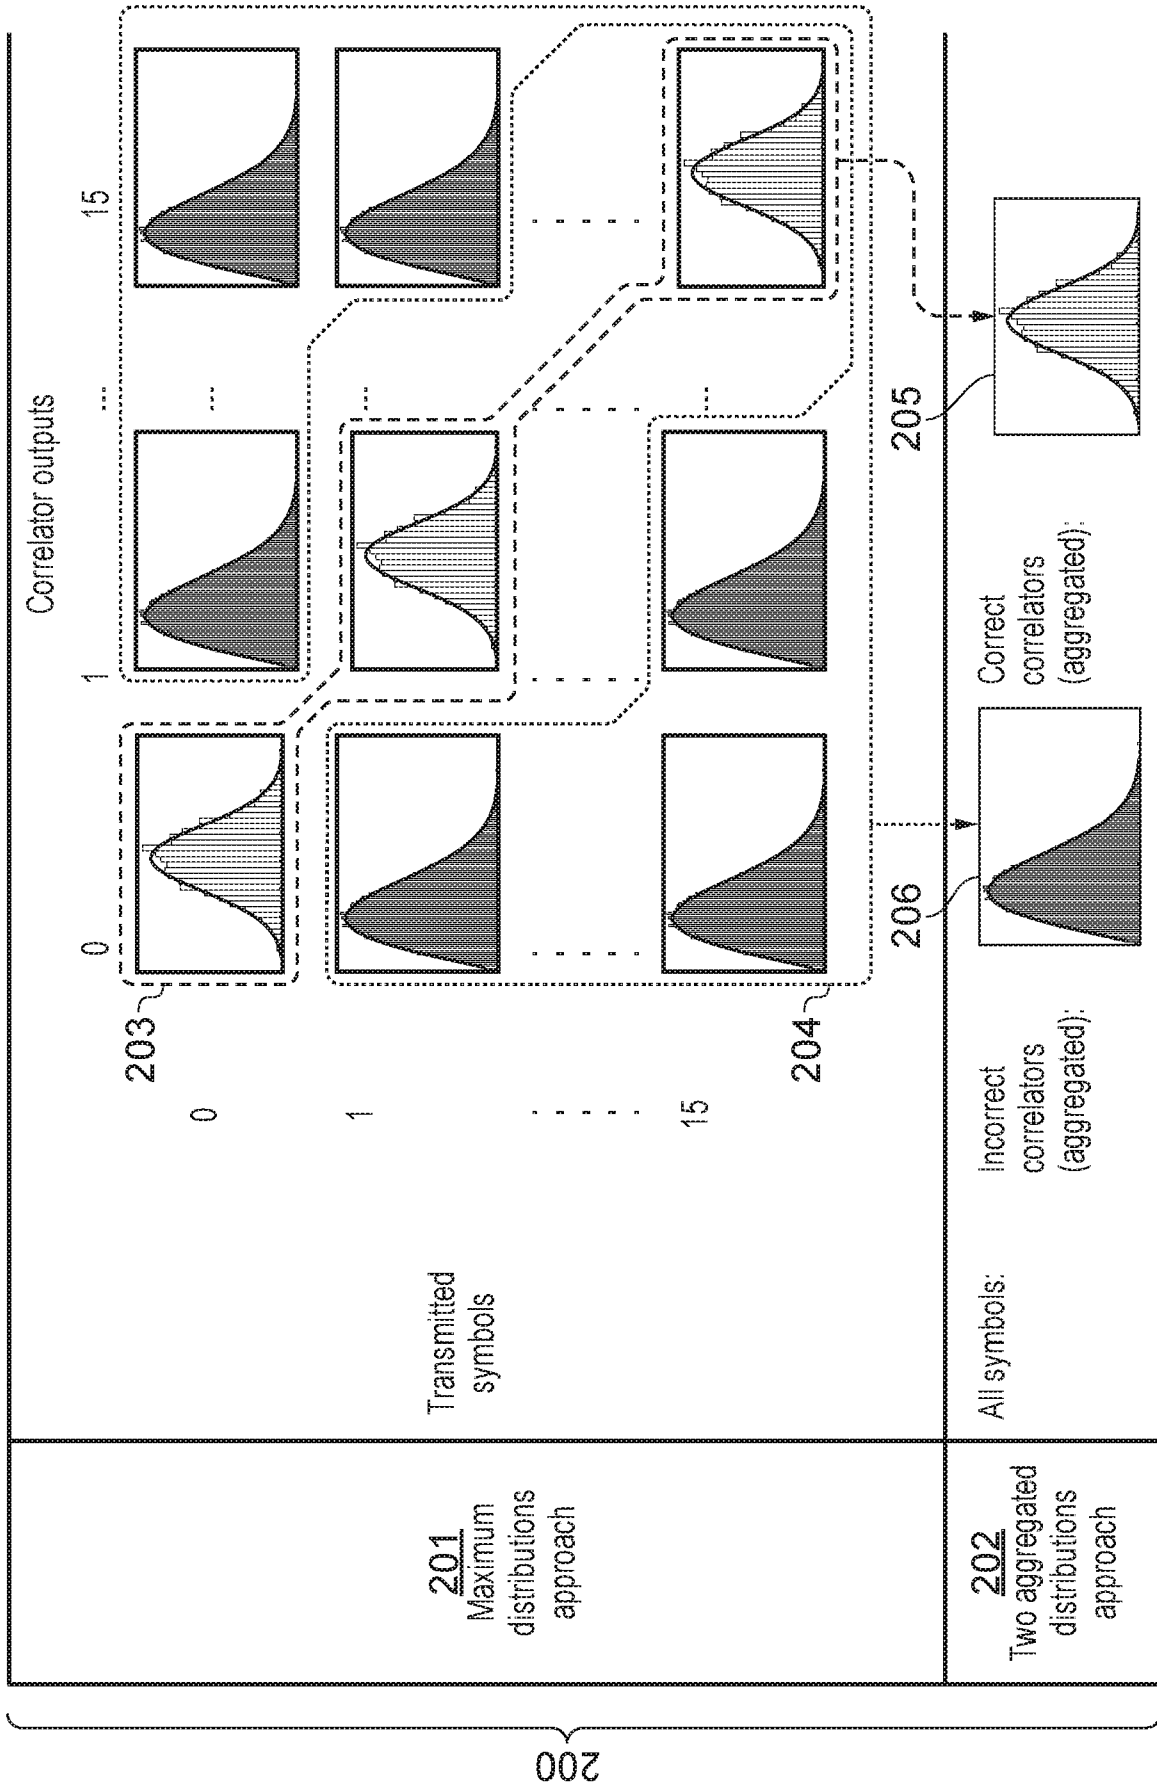 200
201
Maximum
distributions
approach
Transmitted
symbols
Correlator outputs
0
1
...
15
203
0
1
15
204
202
Two aggregated
distributions
approach
All symbols:
Incorrect
correlators
(aggregated):
206
Correct
correlators
(aggregated):
205